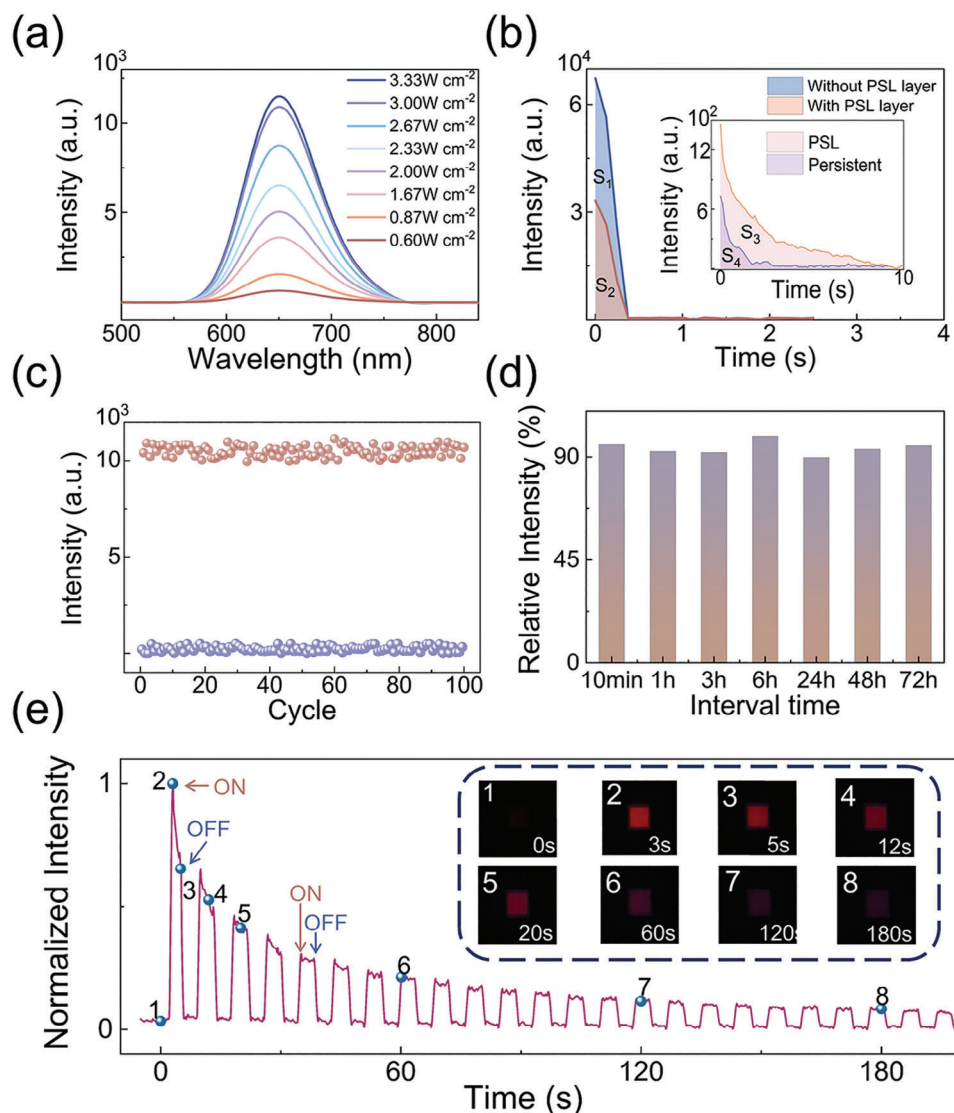 (a)
10³
10
5
Intensity (a.u.)
3.33W cm⁻²
3.00W cm⁻²
2.67W cm⁻²
2.33W cm⁻²
2.00W cm⁻²
1.67W cm⁻²
0.87W cm⁻²
0.60W cm⁻²
500
600
700
800
Wavelength (nm)
(b)
10⁴
6
3
Intensity (a.u.)
Without PSL layer
With PSL layer
S₁
S₂
10²
12
6
Intensity (a.u.)
PSL
Persistent
S₃
S₄
0
10
Time (s)
0
1
2
3
4
Time (s)
(c)
10³
10
5
Intensity (a.u.)
0
20
40
60
80
100
Cycle
(d)
Relative Intensity (%)
90
45
0
10min
1h
3h
6h
24h
48h
72h
Interval time
(e)
Normalized Intensity
1
0
1
2
ON
OFF
3
4
5
ON
OFF
6
7
8
1
0s
2
3s
3
5s
4
12s
5
20s
6
60s
7
120s
8
180s
0
60
120
180
Time (s)